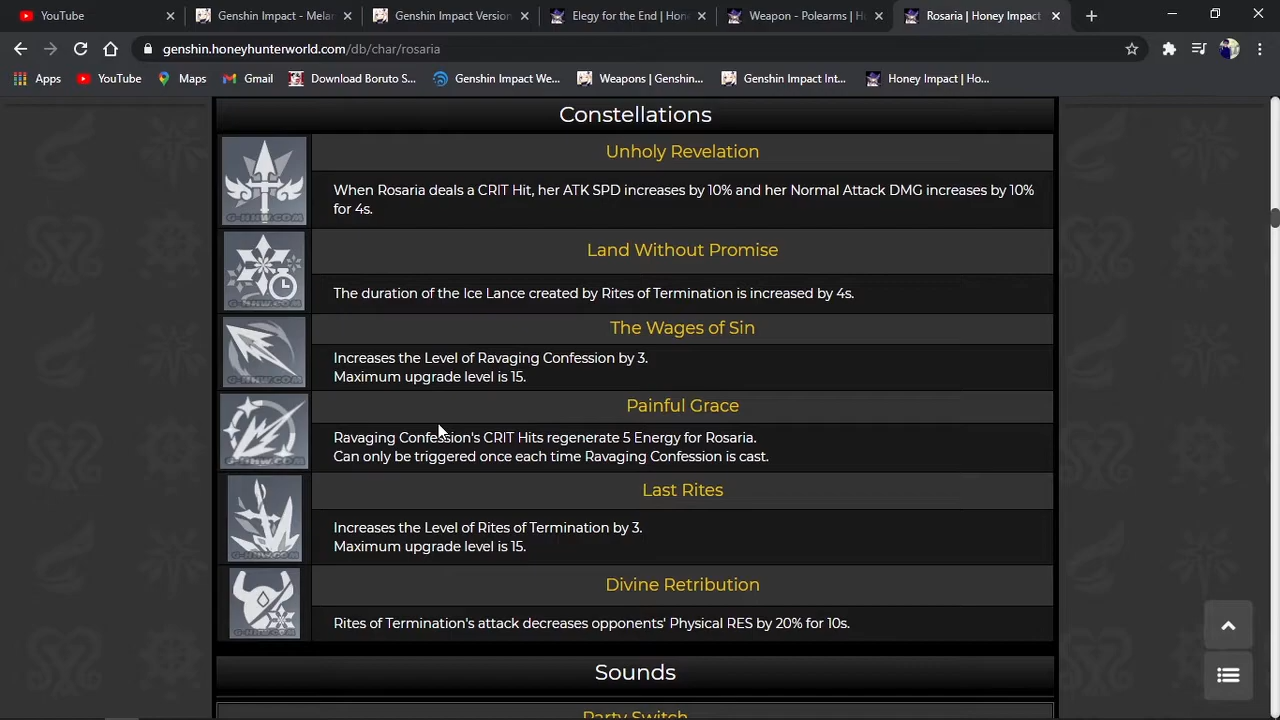 YouTube
Genshin Impact - Melar
Genshin Impact Version
Elegy for the End | Hone
Weapon - Polearms | Ho
Rosaria | Honey Impact
genshin.honeyhunterworld.com/db/char/rosaria
Apps
YouTube
Maps
Gmail
Download Boruto S...
Genshin Impact We...
Weapons | Genshin...
Genshin Impact Int...
Honey Impact | Ho...
Constellations
Unholy Revelation
When Rosaria deals a CRIT Hit, her ATK SPD increases by 10% and her Normal Attack DMG increases by 10%
for 4s.
Land Without Promise
The duration of the Ice Lance created by Rites of Termination is increased by 4s.
The Wages of Sin
Increases the Level of Ravaging Confession by 3.
Maximum upgrade level is 15.
Painful Grace
Ravaging Confession's CRIT Hits regenerate 5 Energy for Rosaria.
Can only be triggered once each time Ravaging Confession is cast.
Last Rites
Increases the Level of Rites of Termination by 3.
Maximum upgrade level is 15.
Divine Retribution
Rites of Termination's attack decreases opponents' Physical RES by 20% for 10s.
Sounds
Party Switch